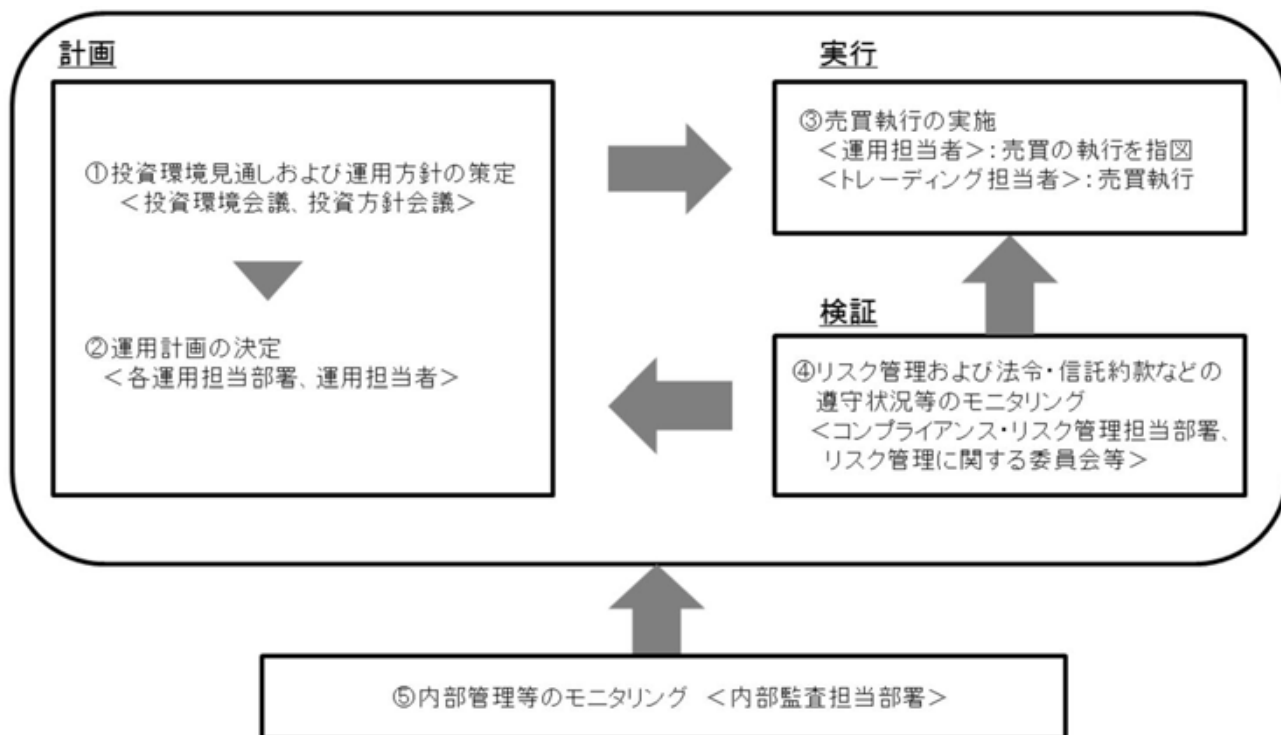 計画
①投資環境見通しおよび運用方針の策定
＜投資環境会議、投資方針会議＞
②運用計画の決定
＜各運用担当部署、運用担当者＞
実行
③売買執行の実施
＜運用担当者＞：売買の執行を指図
＜トレーディング担当者＞：売買執行
検証
④リスク管理および法令・信託約款などの
遵守状況等のモニタリング
＜コンプライアンス・リスク管理担当部署、
リスク管理に関する委員会等＞
⑤内部管理等のモニタリング ＜内部監査担当部署＞